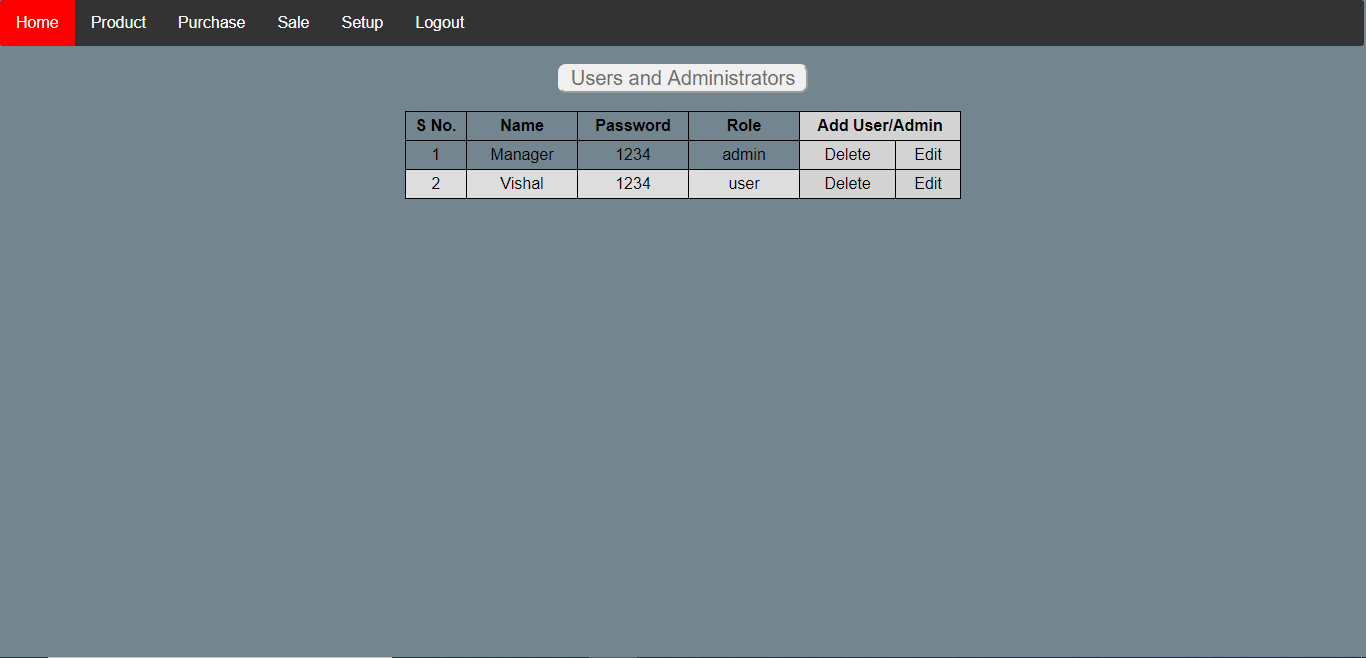 Home Product Purchase Sale Setup Logout
Users and Administrators
S No. Name Password Role Add User/Admin
1 Manager 1234 admin Delete Edit
2 Vishal 1234 user Delete Edit